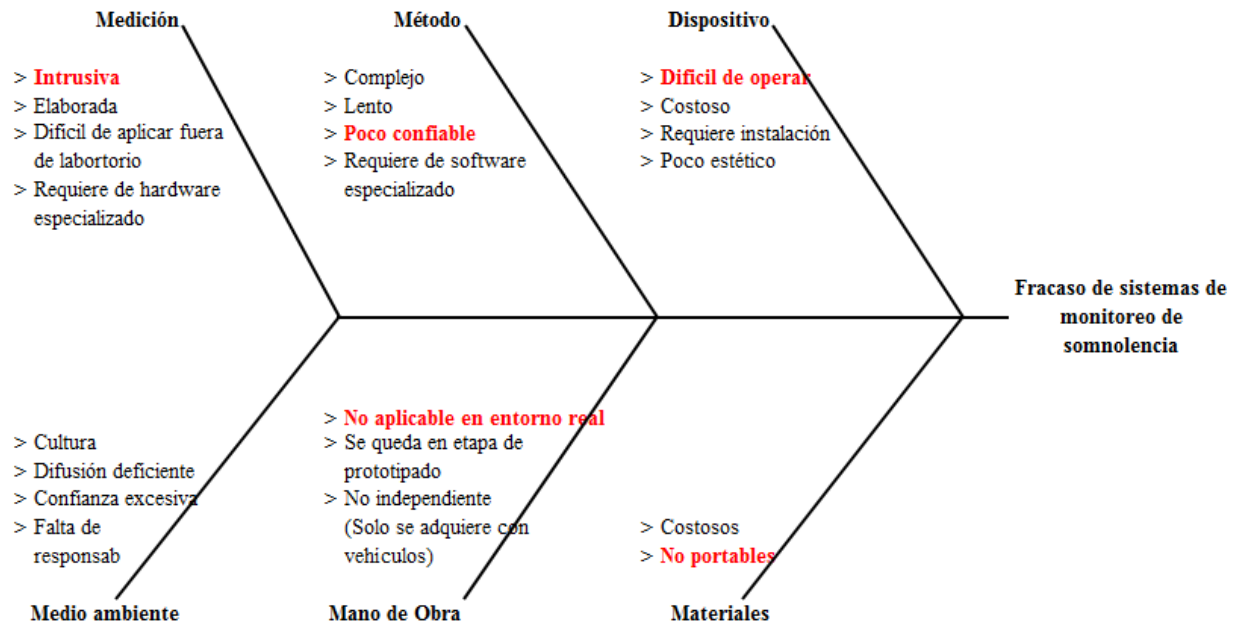 Medición
> Intrusiva
> Elaborada
> Difícil de aplicar fuera
de labortorio
> Requiere de hardware
especializado
Método
> Complejo
> Lento
> Poco confiable
> Requiere de software
especializado
Dispositivo
> Dificil de operar
> Costoso
> Requiere instalación
> Poco estético
Fracaso de sistemas de
monitoreo de
somnolencia
> Cultura
> Difusión deficiente
> Confianza excesiva
> Falta de
responsab
Medio ambiente
> No aplicable en entorno real
> Se queda en etapa de
prototipado
> No independiente
(Solo se adquiere con
vehículos)
Mano de Obra
> Costosos
> No portables
Materiales